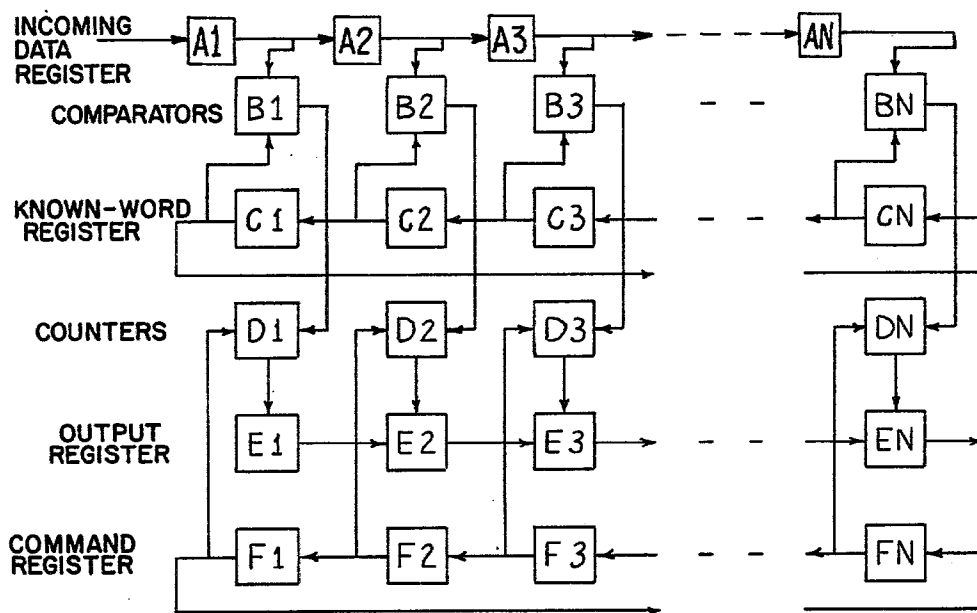 INCOMING
DATA
REGISTER
A1 A2 A3 AN
COMPARATORS
B1 B2 B3 BN
KNOWN-WORD
REGISTER
C1 C2 C3 CN
COUNTERS
D1 D2 D3 DN
OUTPUT
REGISTER
E1 E2 E3 EN
COMMAND
REGISTER
F1 F2 F3 FN